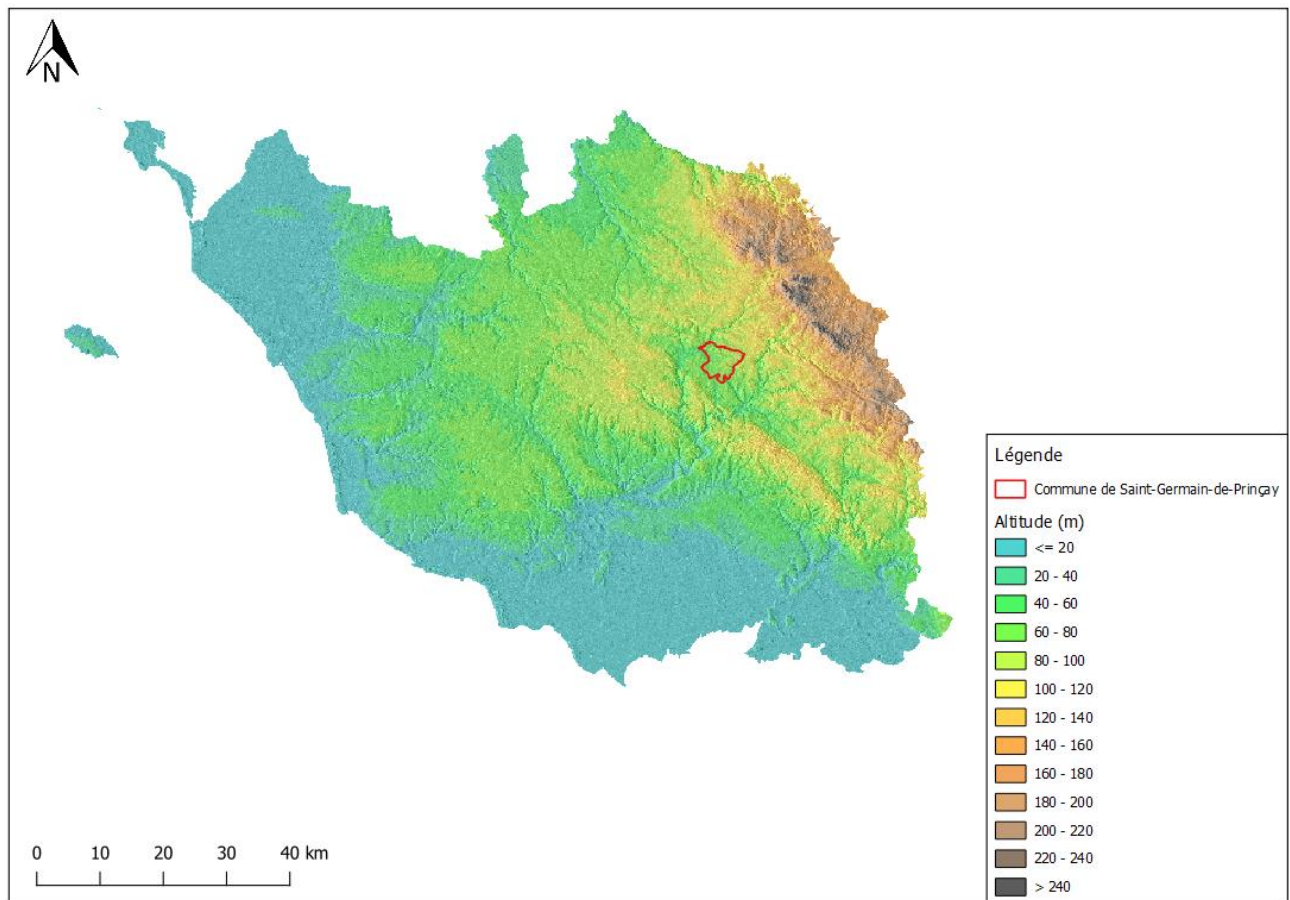 N
Légende
Commune de Saint-Germain-de-Prinçay
Altitude (m)
<= 20
20 - 40
40 - 60
60 - 80
80 - 100
100 - 120
120 - 140
140 - 160
160 - 180
180 - 200
200 - 220
220 - 240
> 240
0 10 20 30 40 km